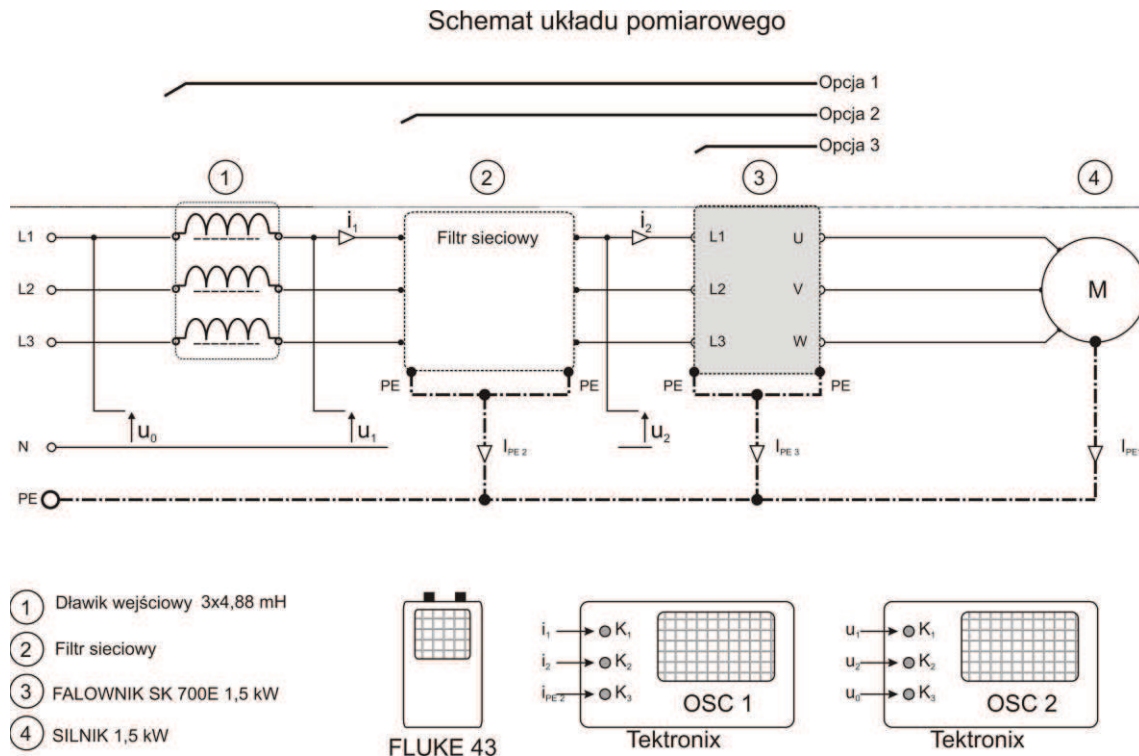 Schemat układu pomiarowego
Opcja 1
Opcja 2
Opcja 3
1
2
3
4
L1
L2
L3
i1
Filtr sieciowy
i2
L1
L2
L3
U
V
W
M
PE
PE
PE
PE
u0
u1
u2
N
IPE 2
IPE 3
IPE
PE
1 Dławik wejściowy 3x4,88 mH
2 Filtr sieciowy
3 FALOWNIK SK 700E 1,5 kW
4 SILNIK 1,5 kW
FLUKE 43
i1 K1
i2 K2
iPE 2 K3
OSC 1
Tektronix
u1 K1
u2 K2
u0 K3
OSC 2
Tektronix